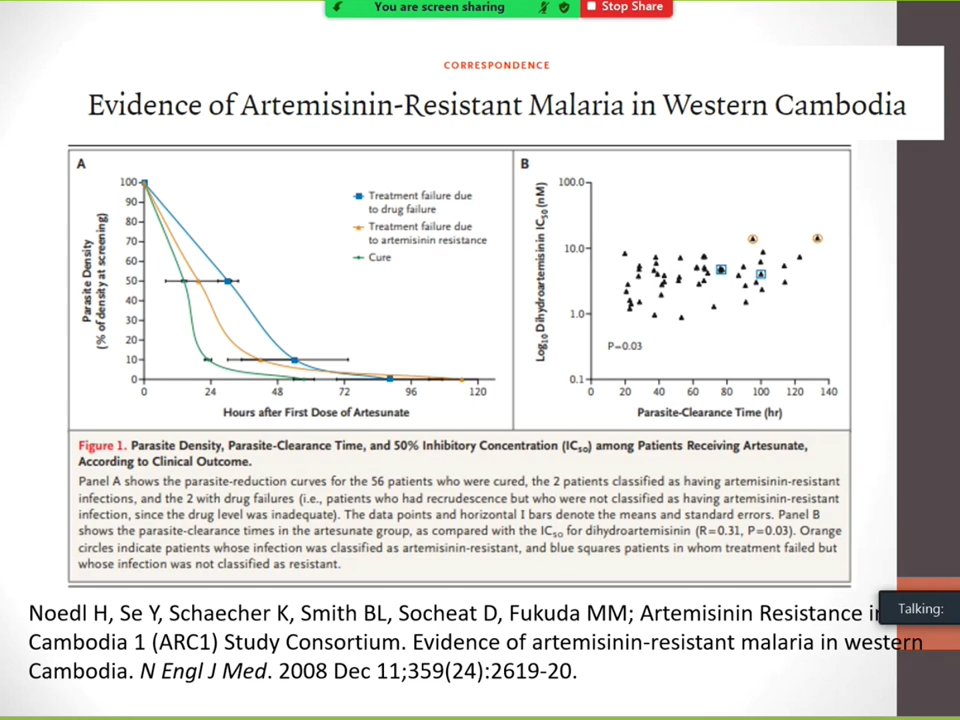 You are screen sharing
Stop Share
CORRESPONDENCE
Evidence of Artemisinin-Resistant Malaria in Western Cambodia
A
Parasite Density
(% of density at screening)
100
90
80
70
60
50
40
30
20
10
0
0 24 48 72 96 120
Hours after First Dose of Artesunate
Treatment failure due
to drug failure
Treatment failure due
to artemisinin resistance
Cure
B
Log10 Dihydroartemisinin IC50 (nM)
100.0
10.0
1.0
0.1
P=0.03
0 20 40 60 80 100 120 140
Parasite-Clearance Time (hr)
Figure 1. Parasite Density, Parasite-Clearance Time, and 50% Inhibitory Concentration (IC50) among Patients Receiving Artesunate,
According to Clinical Outcome.
Panel A shows the parasite-reduction curves for the 56 patients who were cured, the 2 patients classified as having artemisinin-resistant
infections, and the 2 with drug failures (i.e., patients who had recrudescence but who were not classified as having artemisinin-resistant
infection, since the drug level was inadequate). The data points and horizontal I bars denote the means and standard errors. Panel B
shows the parasite-clearance times in the artesunate group, as compared with the IC50 for dihydroartemisinin (R=0.31, P=0.03). Orange
circles indicate patients whose infection was classified as artemisinin-resistant, and blue squares patients in whom treatment failed but
whose infection was not classified as resistant.
Noedl H, Se Y, Schaecher K, Smith BL, Socheat D, Fukuda MM; Artemisinin Resistance
Talking:
Cambodia 1 (ARC1) Study Consortium. Evidence of artemisinin-resistant malaria in western
Cambodia. N Engl J Med. 2008 Dec 11;359(24):2619-20.